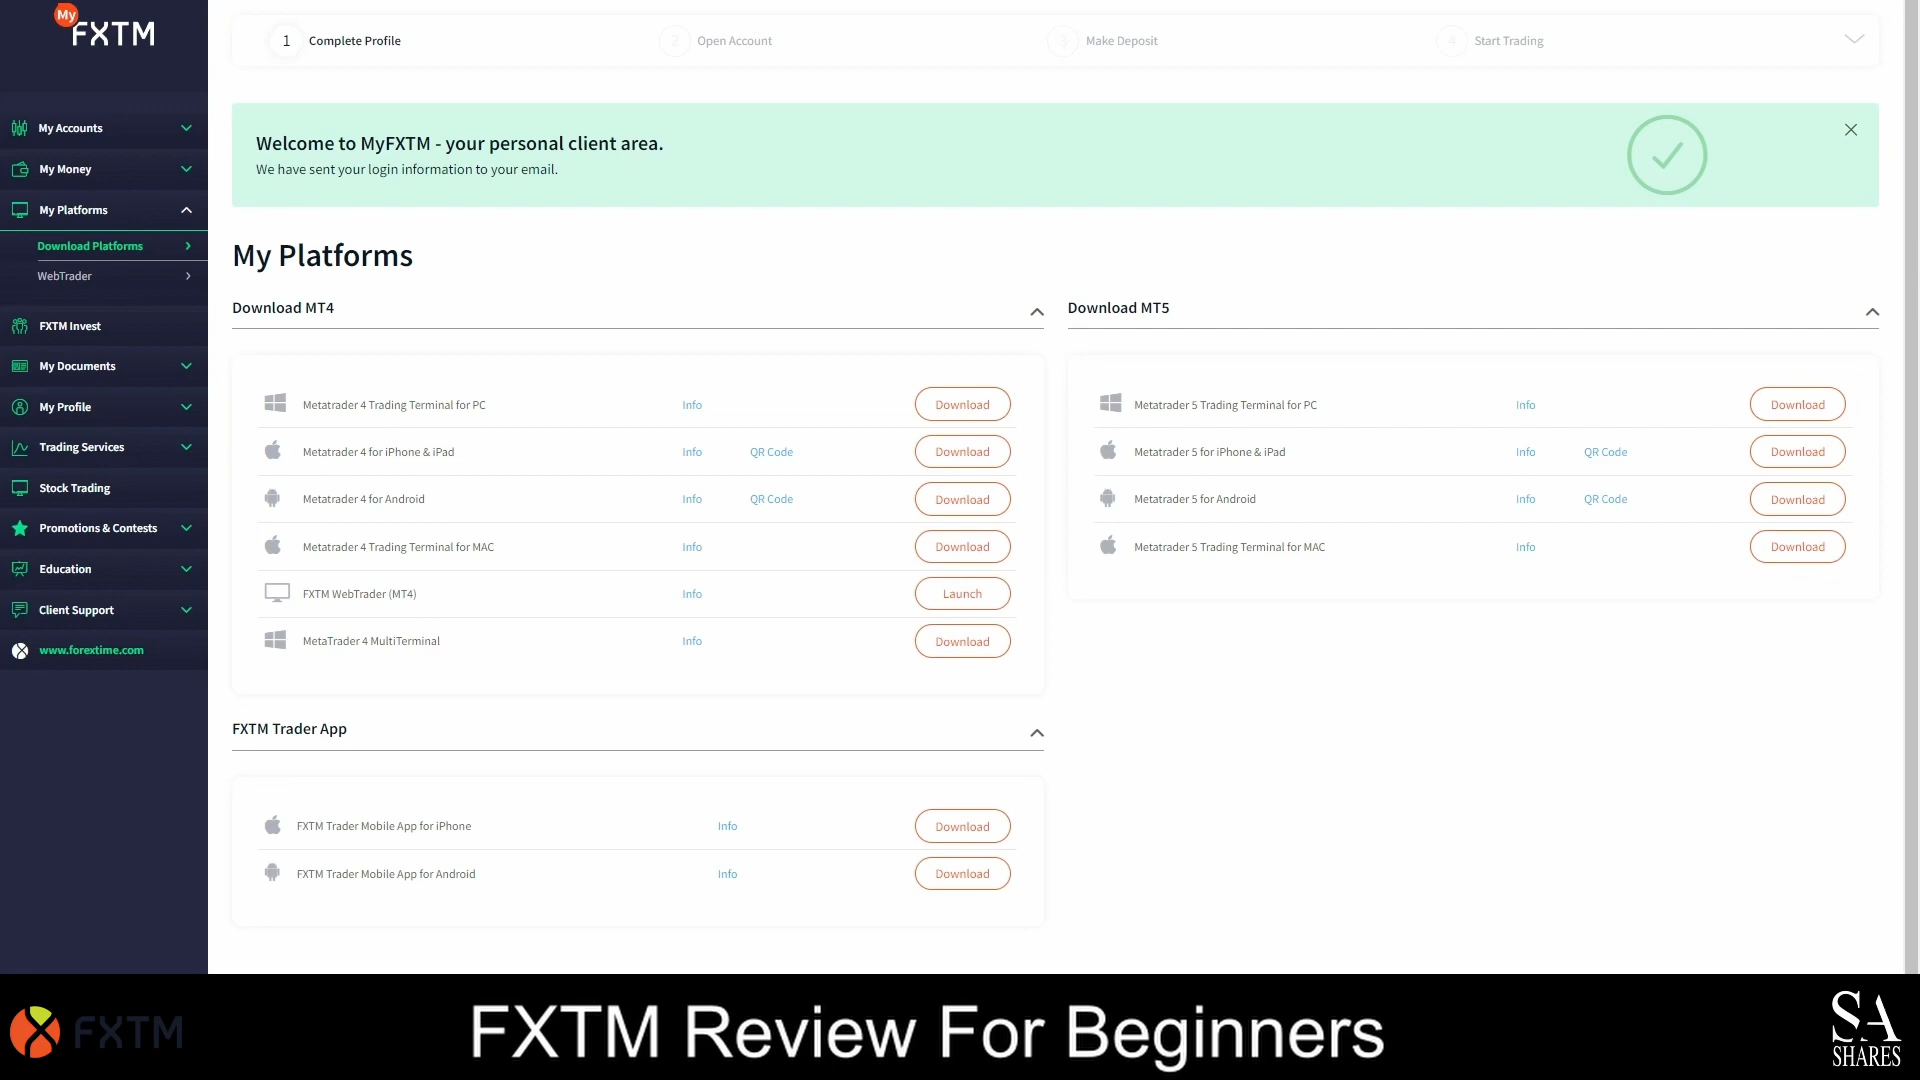 My
FXTM
1 Complete Profile
2 Open Account
3 Make Deposit
4 Start Trading
My Accounts
My Money
My Platforms
Download Platforms
WebTrader
FXTM Invest
My Documents
My Profile
Trading Services
Stock Trading
Promotions & Contests
Education
Client Support
www.forextime.com
Welcome to MyFXTM - your personal client area.
We have sent your login information to your email.
My Platforms
Download MT4
Metatrader 4 Trading Terminal for PC Info Download
Metatrader 4 for iPhone & iPad Info QR Code Download
Metatrader 4 for Android Info QR Code Download
Metatrader 4 Trading Terminal for MAC Info Download
FXTM WebTrader (MT4) Info Launch
MetaTrader 4 MultiTerminal Info Download
Download MT5
Metatrader 5 Trading Terminal for PC Info Download
Metatrader 5 for iPhone & iPad Info QR Code Download
Metatrader 5 for Android Info QR Code Download
Metatrader 5 Trading Terminal for MAC Info Download
FXTM Trader App
FXTM Trader Mobile App for iPhone Info Download
FXTM Trader Mobile App for Android Info Download
FXTM
FXTM Review For Beginners
SA
SHARES